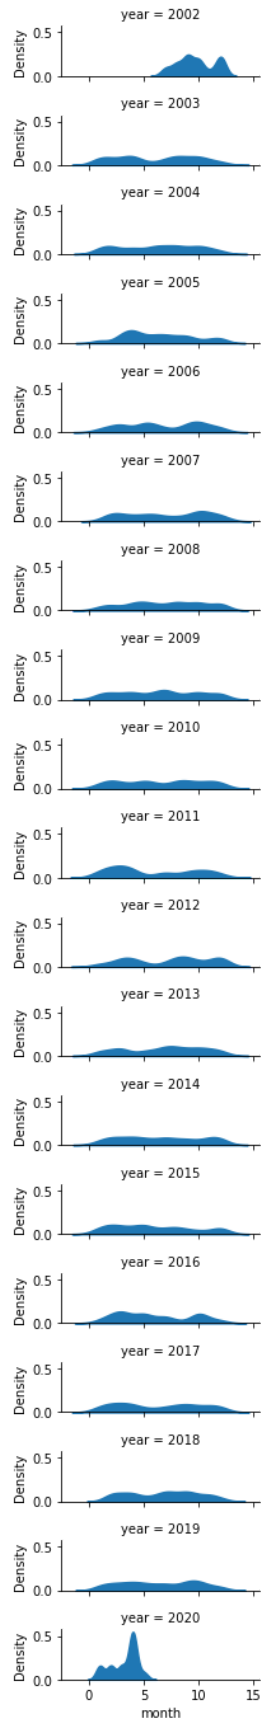 year = 2002
0.5
Density
0.0
year = 2003
0.5
Density
0.0
year = 2004
0.5
Density
0.0
year = 2005
0.5
Density
0.0
year = 2006
0.5
Density
0.0
year = 2007
0.5
Density
0.0
year = 2008
0.5
Density
0.0
year = 2009
0.5
Density
0.0
year = 2010
0.5
Density
0.0
year = 2011
0.5
Density
0.0
year = 2012
0.5
Density
0.0
year = 2013
0.5
Density
0.0
year = 2014
0.5
Density
0.0
year = 2015
0.5
Density
0.0
year = 2016
0.5
Density
0.0
year = 2017
0.5
Density
0.0
year = 2018
0.5
Density
0.0
year = 2019
0.5
Density
0.0
year = 2020
0.5
Density
0.0
0 5 10 15
month